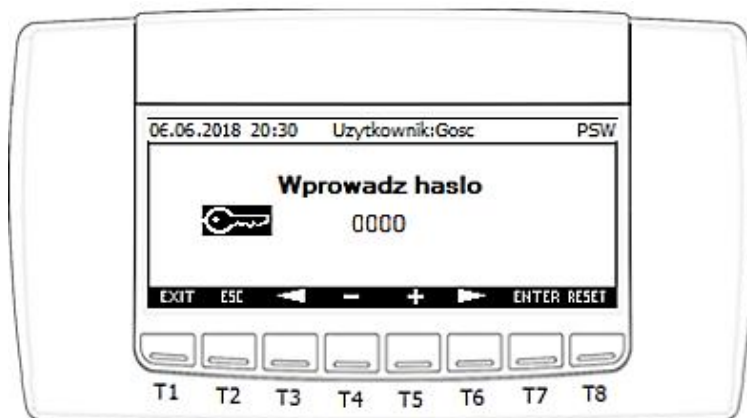 06.06.2018 20:30 Uzytkownik:Gosc PSW
Wprowadz haslo
0000
EXIT ESC - + ENTER RESET
T1 T2 T3 T4 T5 T6 T7 T8